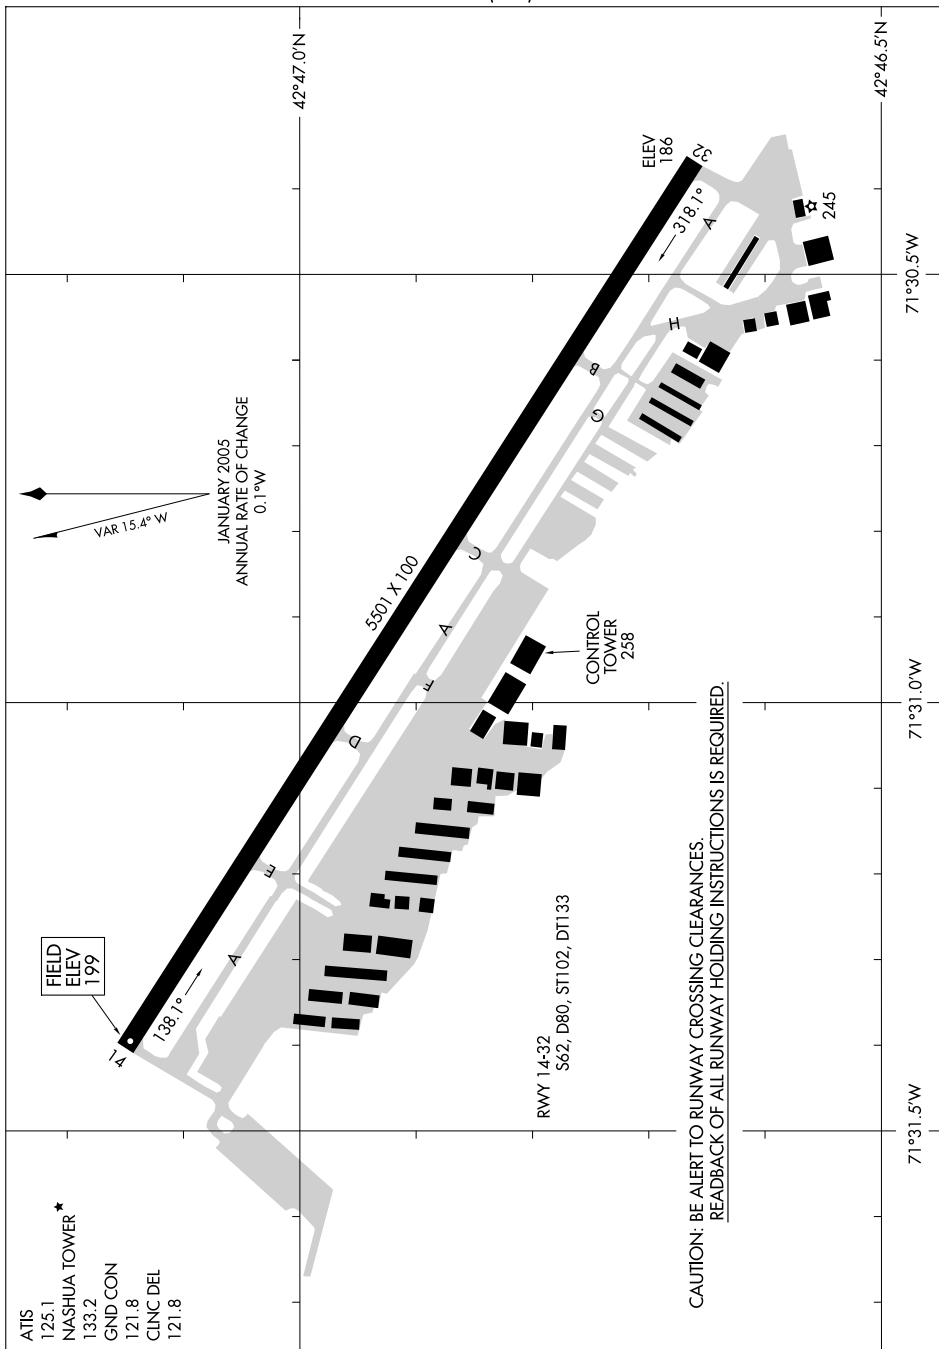 ATIS
125.1
NASHUA TOWER★
133.2
GND CON
121.8
CLNC DEL
121.8
FIELD
ELEV
199
14
138.1°
A
E
D
F
A
C
G
B
H
A
5501 X 100
318.1°
ELEV
186
32
245
VAR 15.4° W
JANUARY 2005
ANNUAL RATE OF CHANGE
0.1°W
CONTROL
TOWER
258
RWY 14-32
S62, D80, ST102, DT133
CAUTION: BE ALERT TO RUNWAY CROSSING CLEARANCES.
READBACK OF ALL RUNWAY HOLDING INSTRUCTIONS IS REQUIRED.
42°47.0'N
42°46.5'N
71°30.5'W
71°31.0'W
71°31.5'W